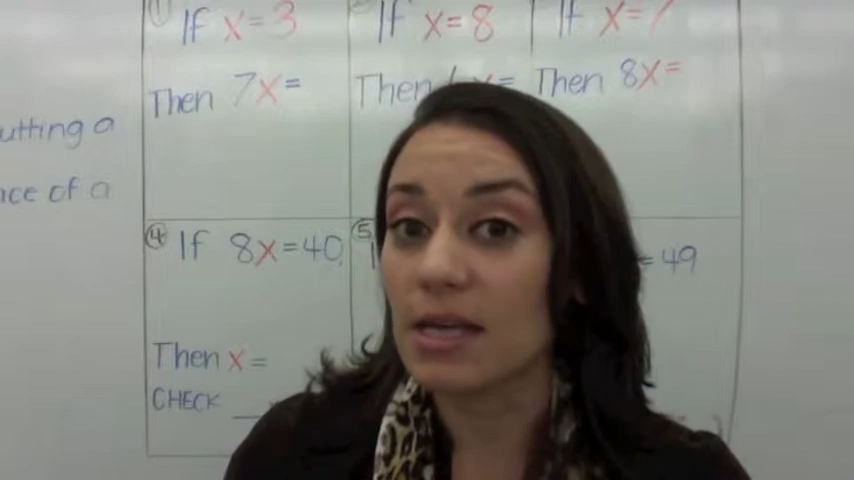 utting a
nce of a
1
If x=3
Then 7x=
If x=8
Then x=
If x=7
Then 8x=
4
If 8x=40,
Then x=
CHECK
5
=49